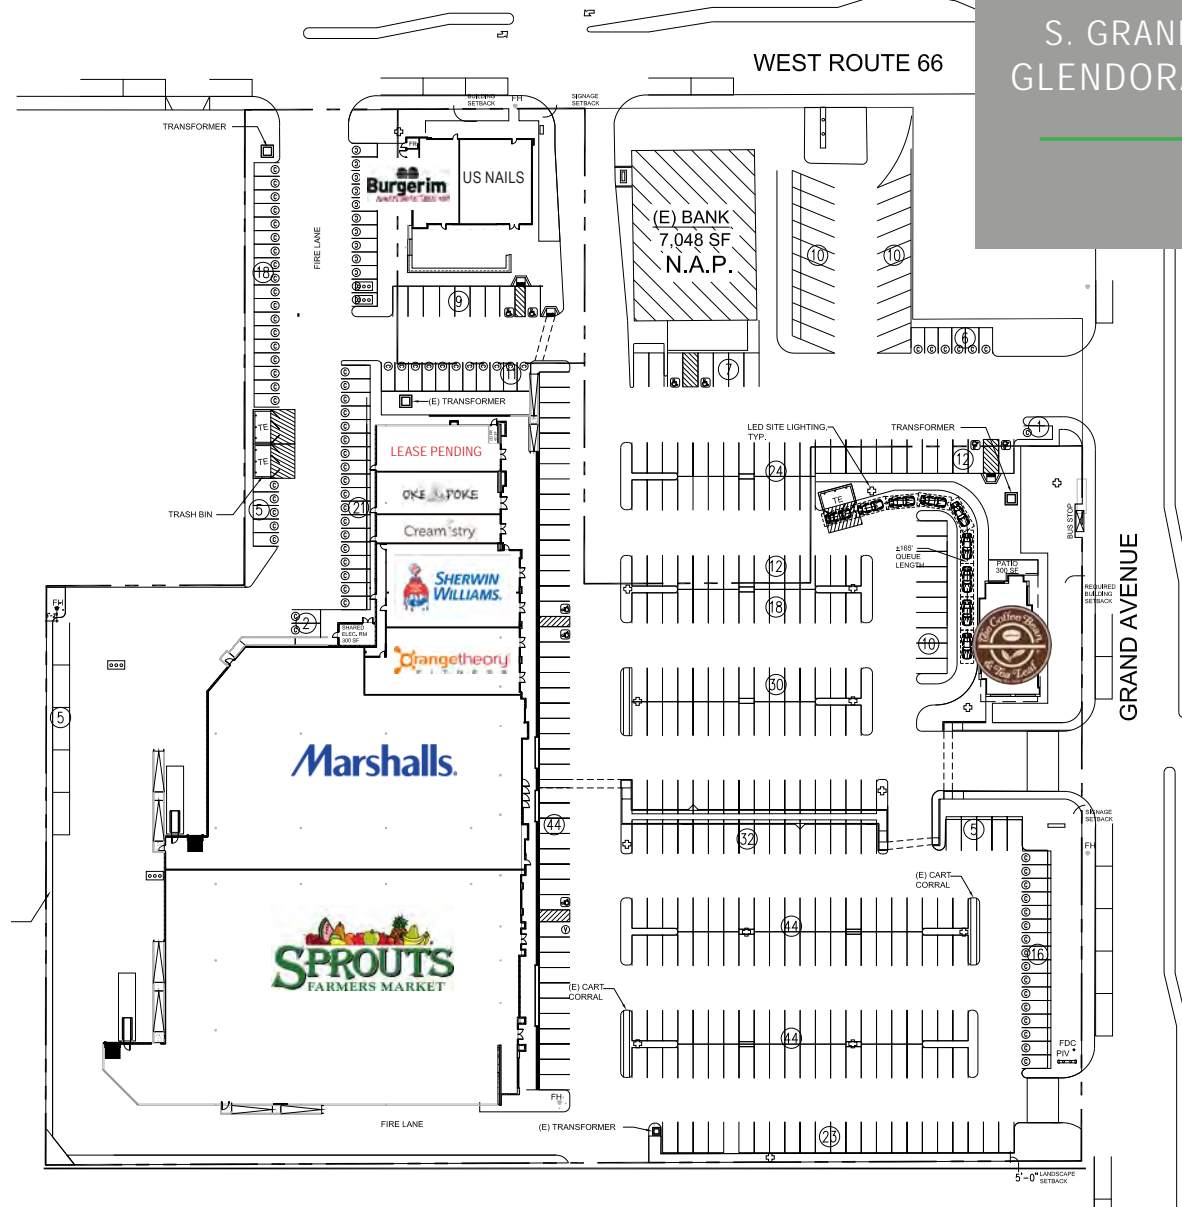 S. GRAN
GLENDORA
WEST ROUTE 66
BUILDING
SETBACK
FH
SIGNAGE
SETBACK
TRANSFORMER
FR
Burgerim
US NAILS
(E) BANK
7,048 SF
N.A.P.
10
10
FIRE LANE
18
9
6
7
11
(E) TRANSFORMER
LEASE PENDING
OKE POKE
Creamistry
TE
TE
TRASH BIN
5
21
LED SITE LIGHTING,
TYP.
TRANSFORMER
1
12
24
TE
BUS STOP
±165'
QUEUE
LENGTH
PATIO
300 SF
REQUIRED
BUILDING
SETBACK
GRAND AVENUE
12
18
10
The Coffee Bean
& Tea Leaf
SHERWIN
WILLIAMS.
FH
2
SHARED
ELEC. RM
300 SF
Orangetheory
FITNESS
30
5
Marshalls.
44
32
5
SIGNAGE
SETBACK
FH
(E) CART
CORRAL
44
16
SPROUTS
FARMERS MARKET
(E) CART
CORRAL
44
FDC
PIV
FH
FIRE LANE
(E) TRANSFORMER
23
5'-0" LANDSCAPE
SETBACK